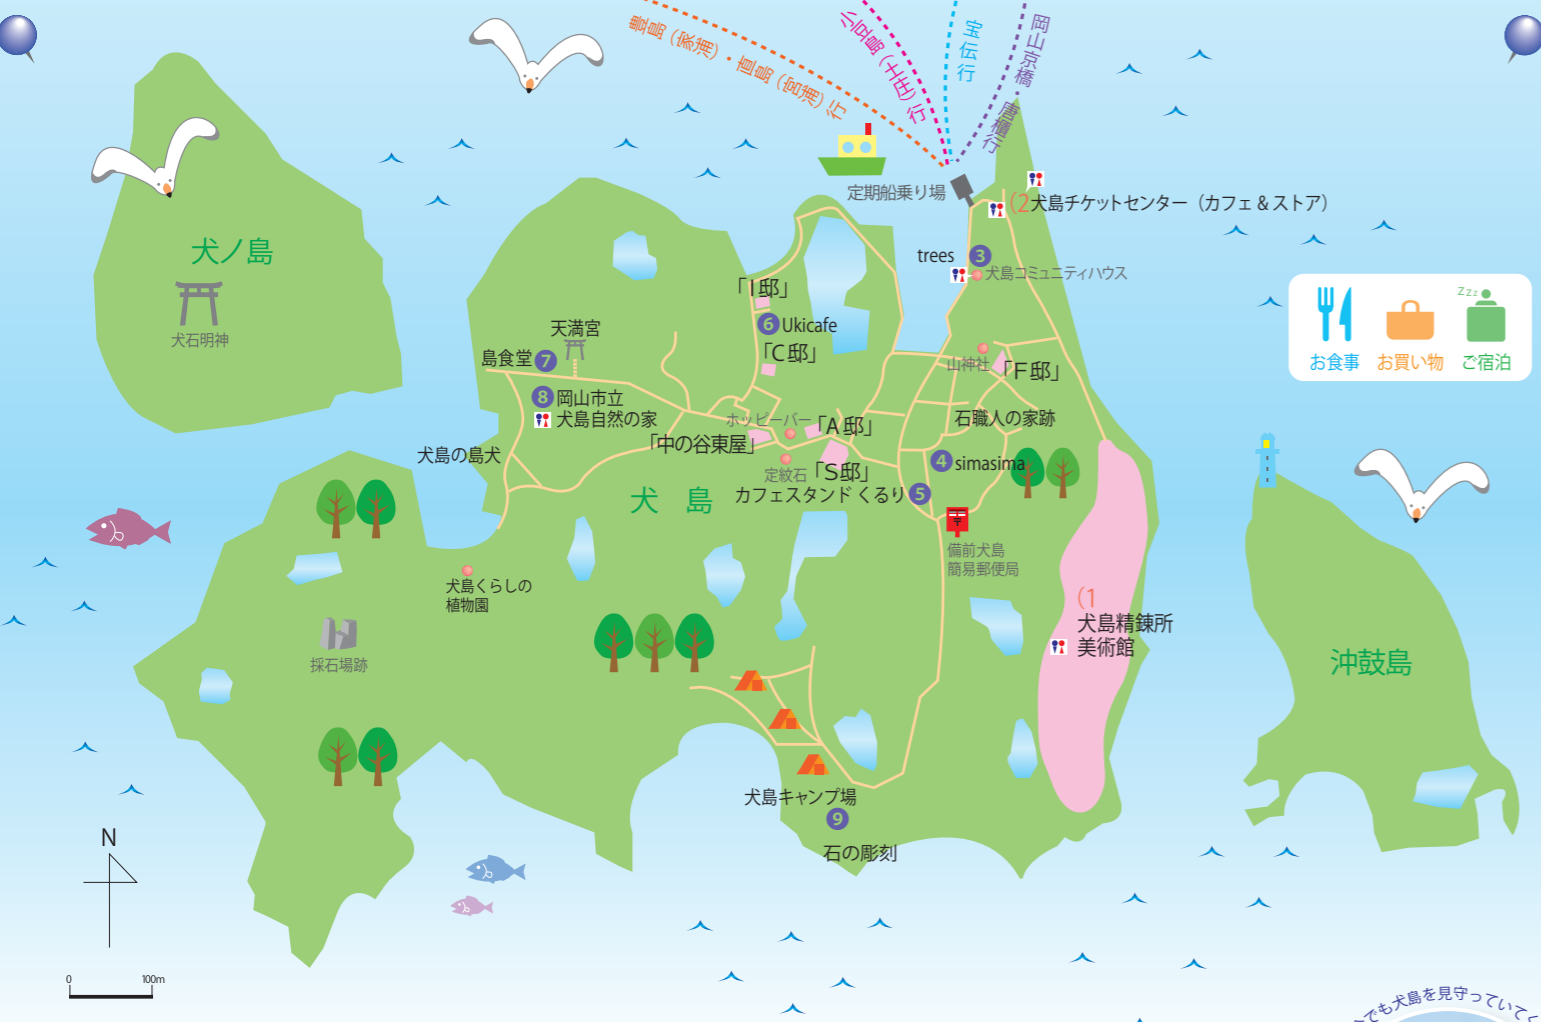 豊島（家浦）・直島（宮浦）行
小豆島（土庄）行
宝伝行
岡山京橋・唐櫃行
定期船乗り場
(2犬島チケットセンター（カフェ & ストア）
trees 3
犬島コミュニティハウス
犬ノ島
犬石明神
「I邸」
6 Ukicafe
「C邸」
天満宮
島食堂 7
8 岡山市立
犬島自然の家
山神社
「F邸」
お食事
お買い物
zzz
ご宿泊
石職人の家跡
ホッピーバー
「A邸」
「中の谷東屋」
定紋石
「S邸」
4 simasima
カフェスタンド くるり 5
犬島の島犬
犬 島
〒
備前犬島
簡易郵便局
犬島くらしの
植物園
採石場跡
(1
犬島精錬所
美術館
沖鼓島
犬島キャンプ場
9
石の彫刻
N
0 100m
でも犬島を見守っていてく